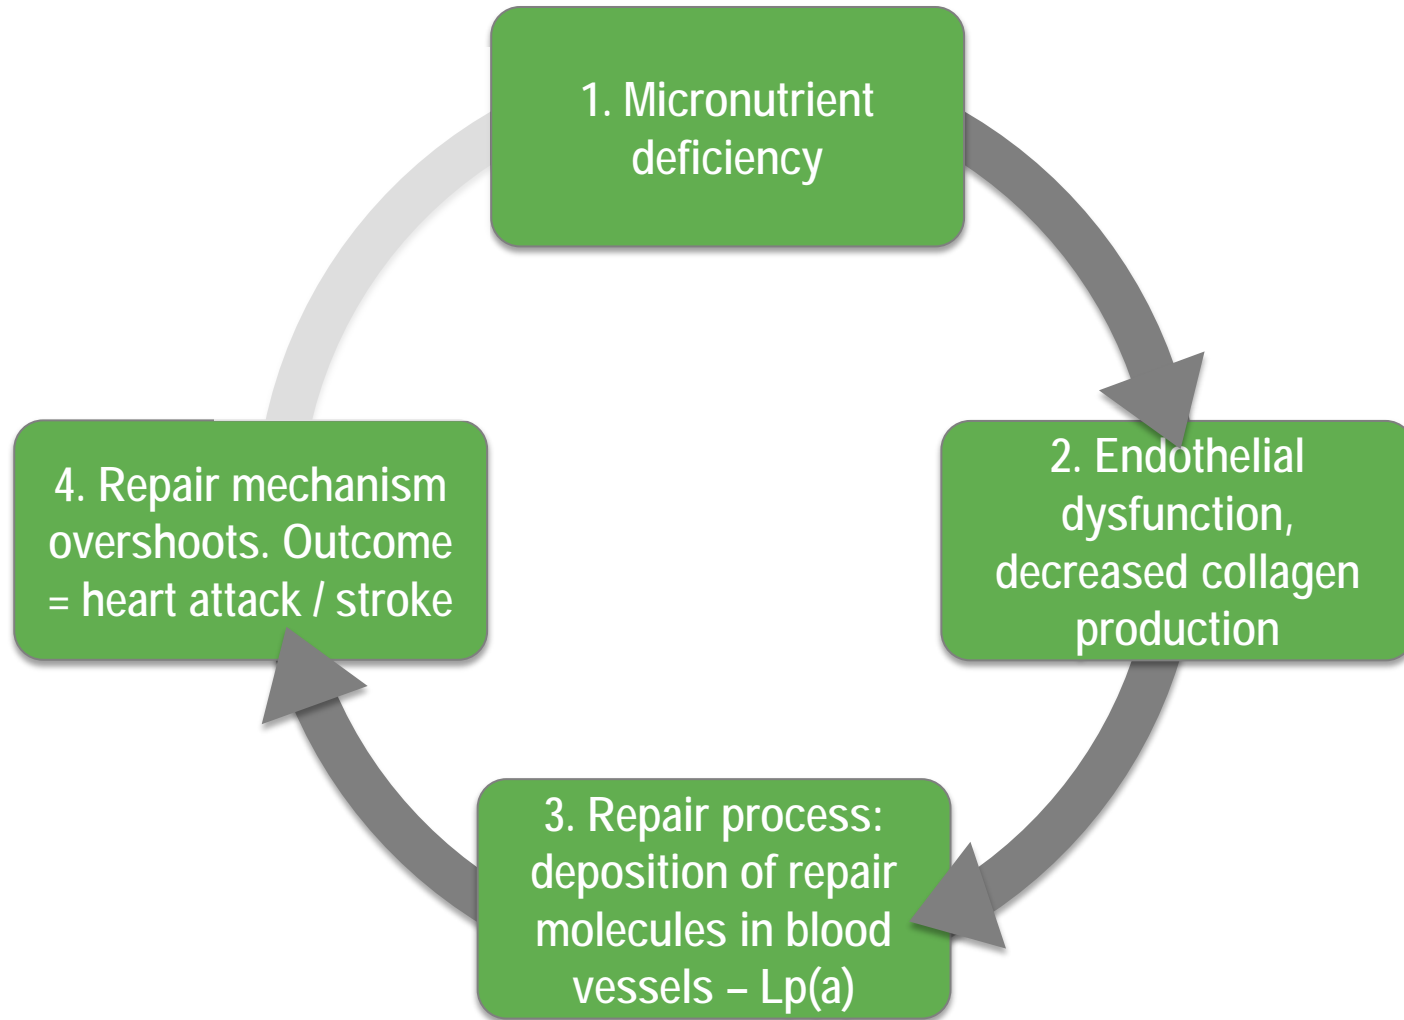 1. Micronutrient
deficiency
2. Endothelial
dysfunction,
decreased collagen
production
3. Repair process:
deposition of repair
molecules in blood
vessels – Lp(a)
4. Repair mechanism
overshoots. Outcome
= heart attack / stroke